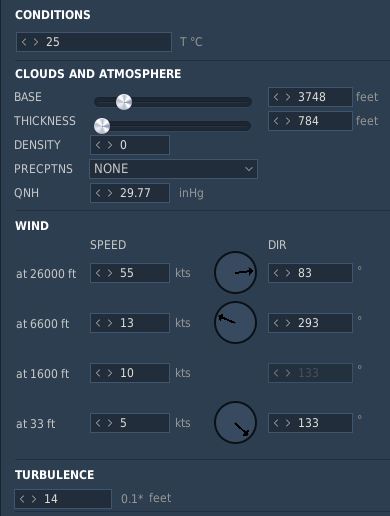 CONDITIONS
< > 25 T °C
CLOUDS AND ATMOSPHERE
BASE < > 3748 feet
THICKNESS < > 784 feet
DENSITY < > 0
PRECPTNS NONE
QNH < > 29.77 inHg
WIND
SPEED DIR
at 26000 ft < > 55 kts < > 83 °
at 6600 ft < > 13 kts < > 293 °
at 1600 ft < > 10 kts < > 133 °
at 33 ft < > 5 kts < > 133 °
TURBULENCE
< > 14 0.1* feet